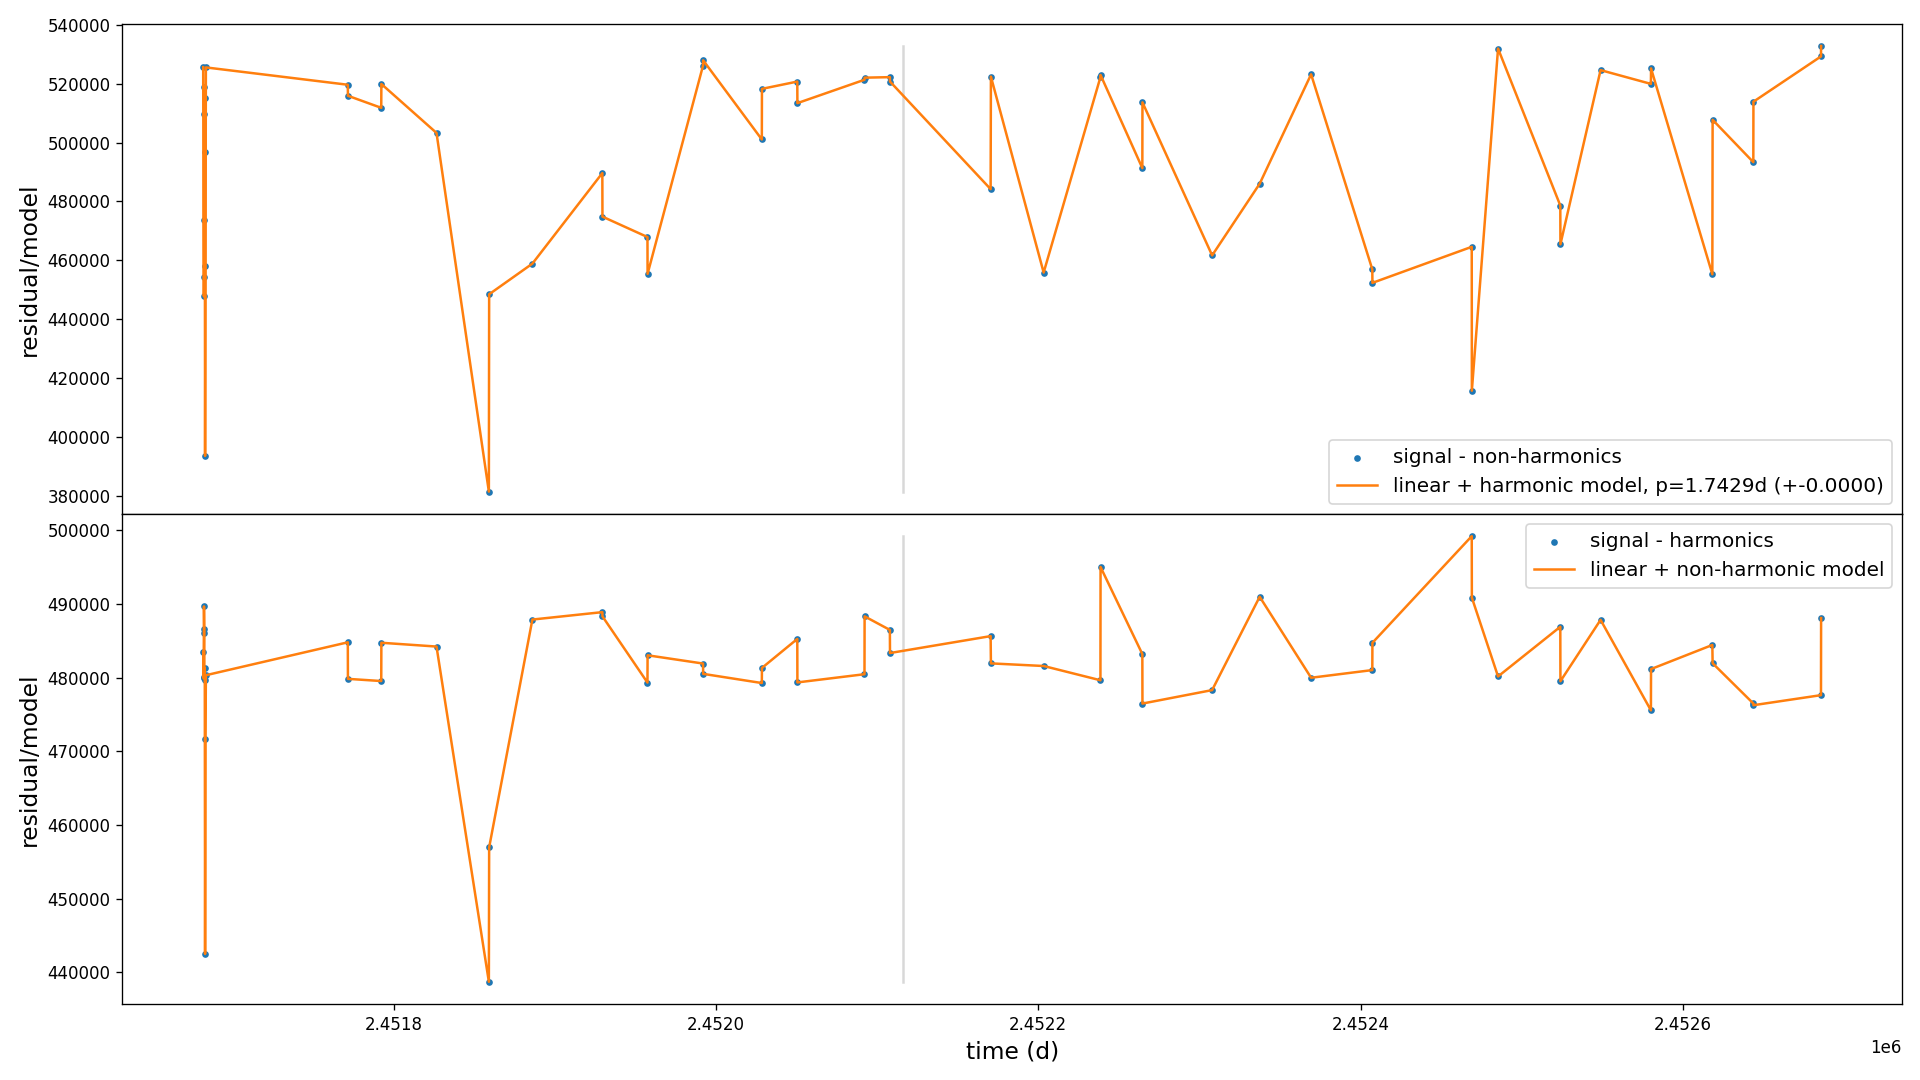 540000
520000
500000
480000
460000
440000
420000
400000
380000
residual/model
signal - non-harmonics
linear + harmonic model, p=1.7429d (+-0.0000)
500000
490000
480000
470000
460000
450000
440000
residual/model
signal - harmonics
linear + non-harmonic model
2.4518
2.4520
2.4522
2.4524
2.4526
time (d)
1e6